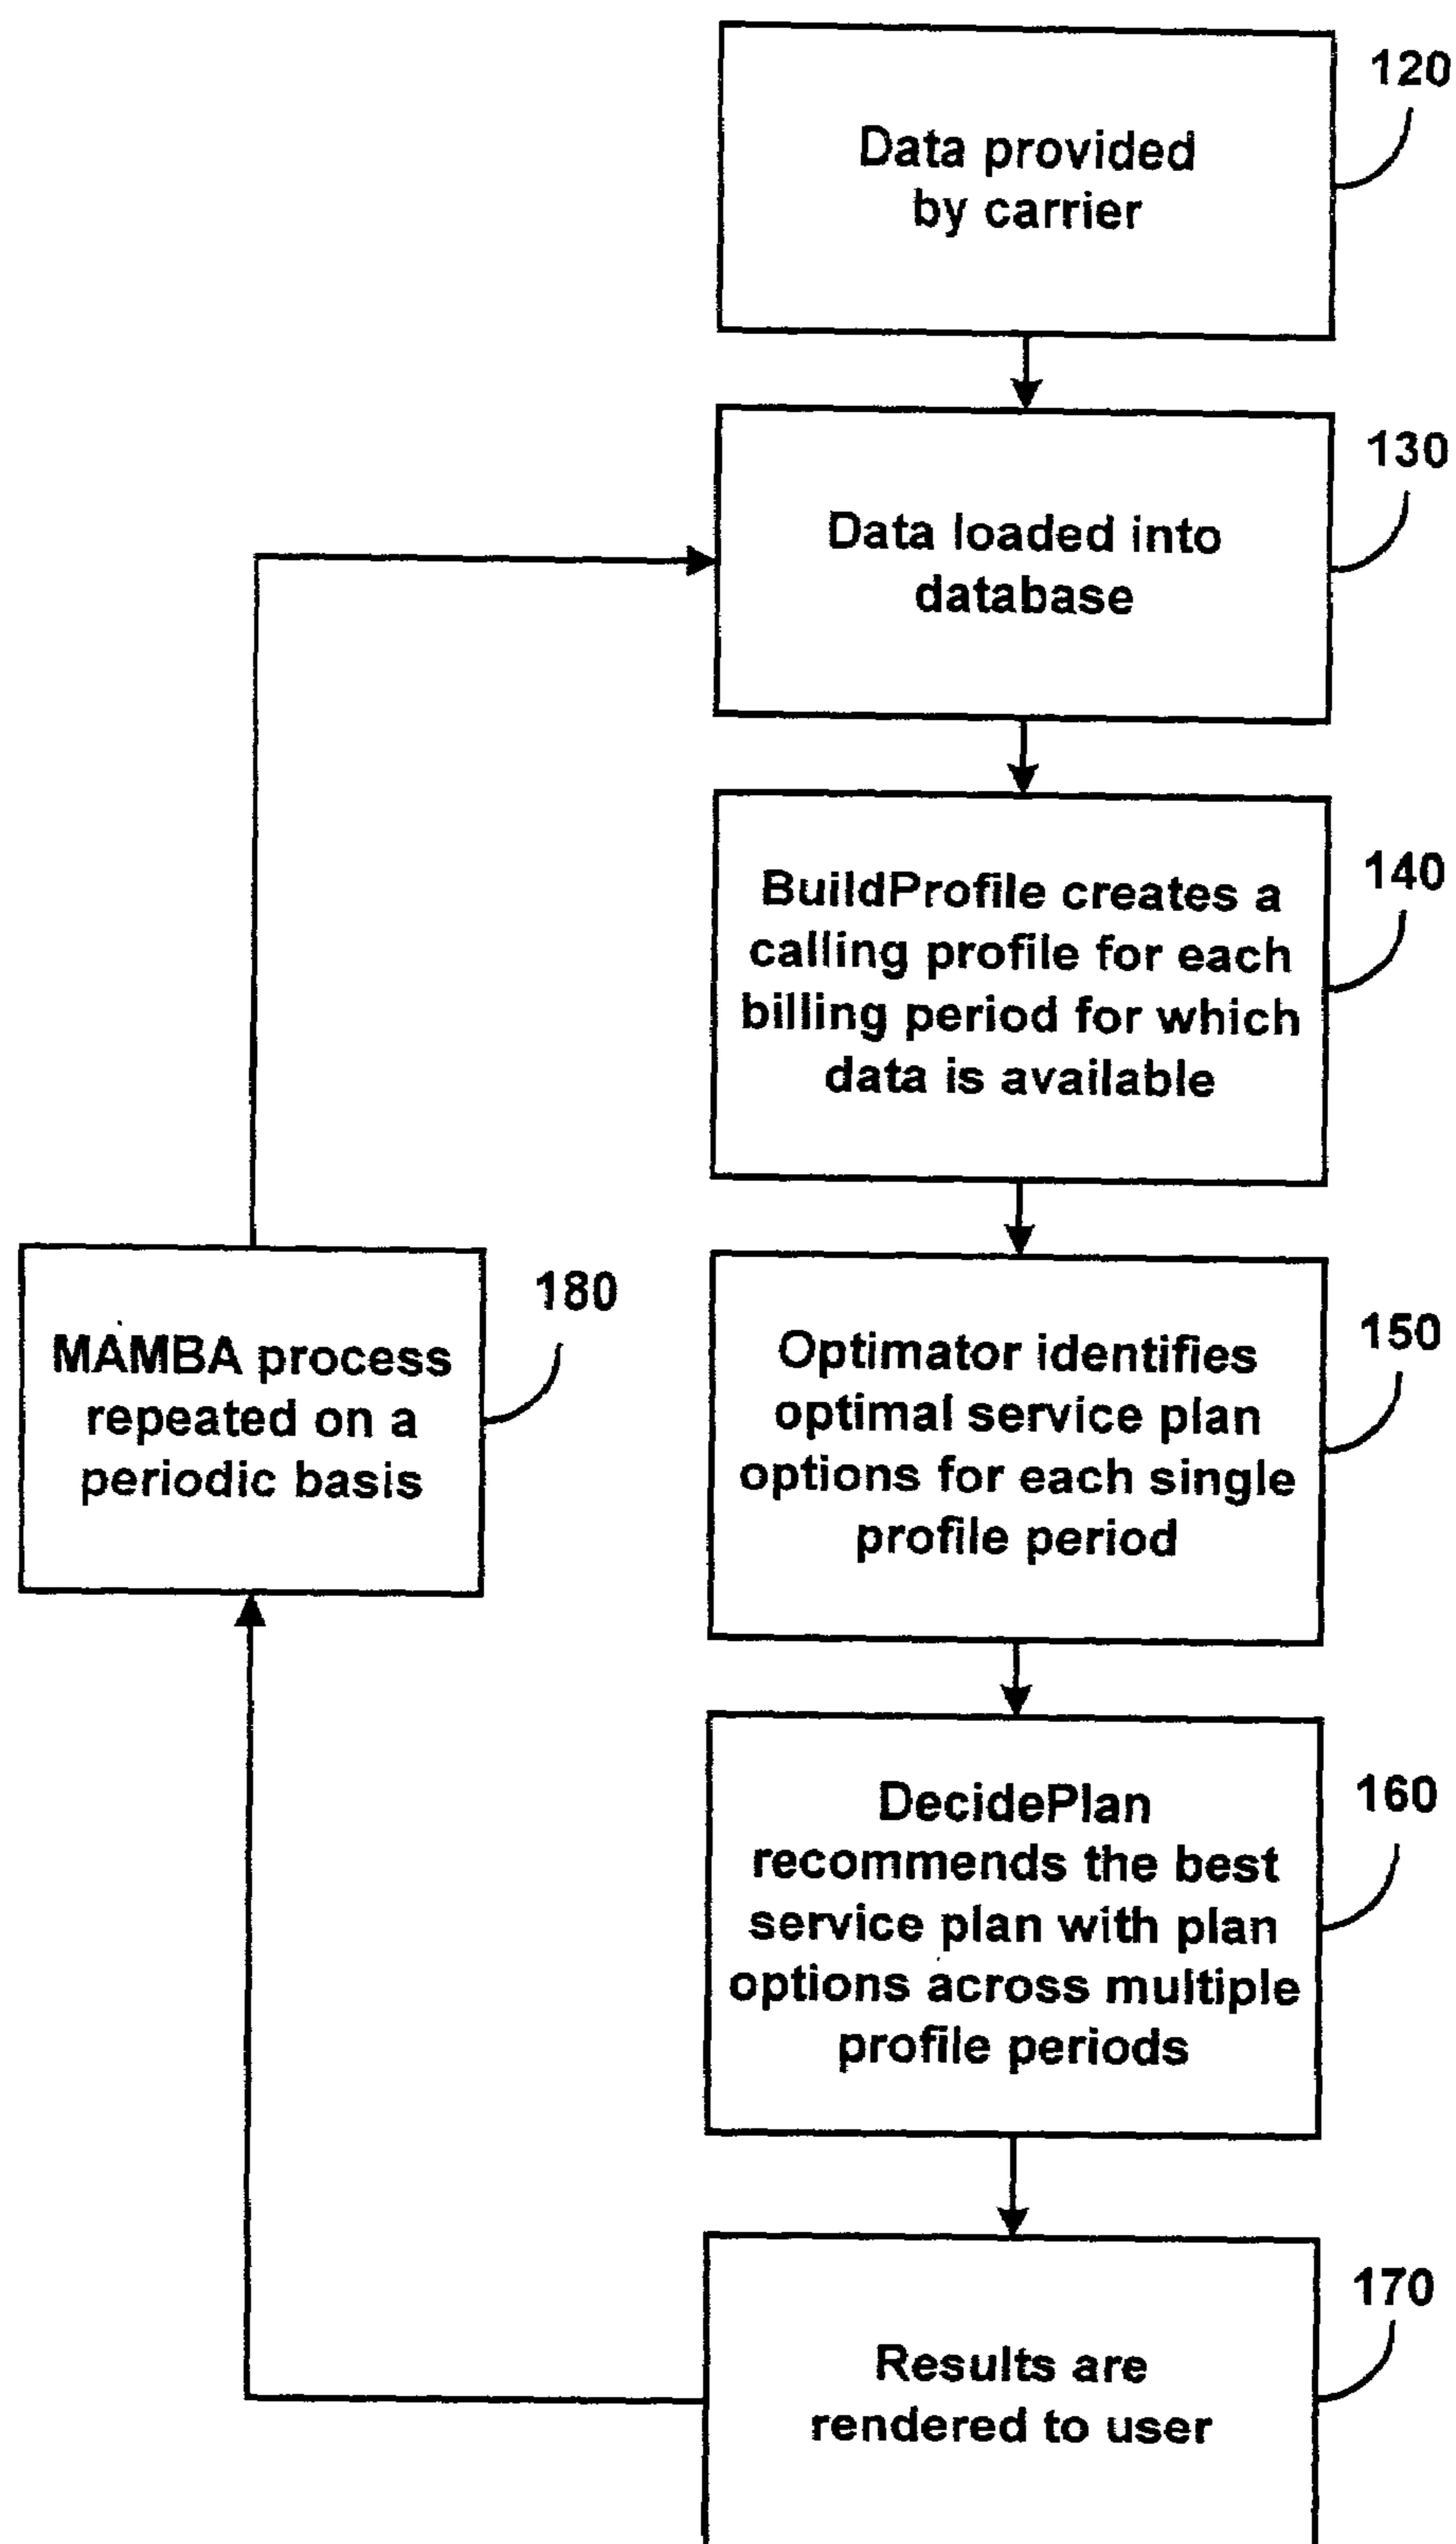 120
Data provided
by carrier
130
Data loaded into
database
140
BuildProfile creates a
calling profile for each
billing period for which
data is available
180
MAMBA process
repeated on a
periodic basis
150
Optimator identifies
optimal service plan
options for each single
profile period
160
DecidePlan
recommends the best
service plan with plan
options across multiple
profile periods
170
Results are
rendered to user